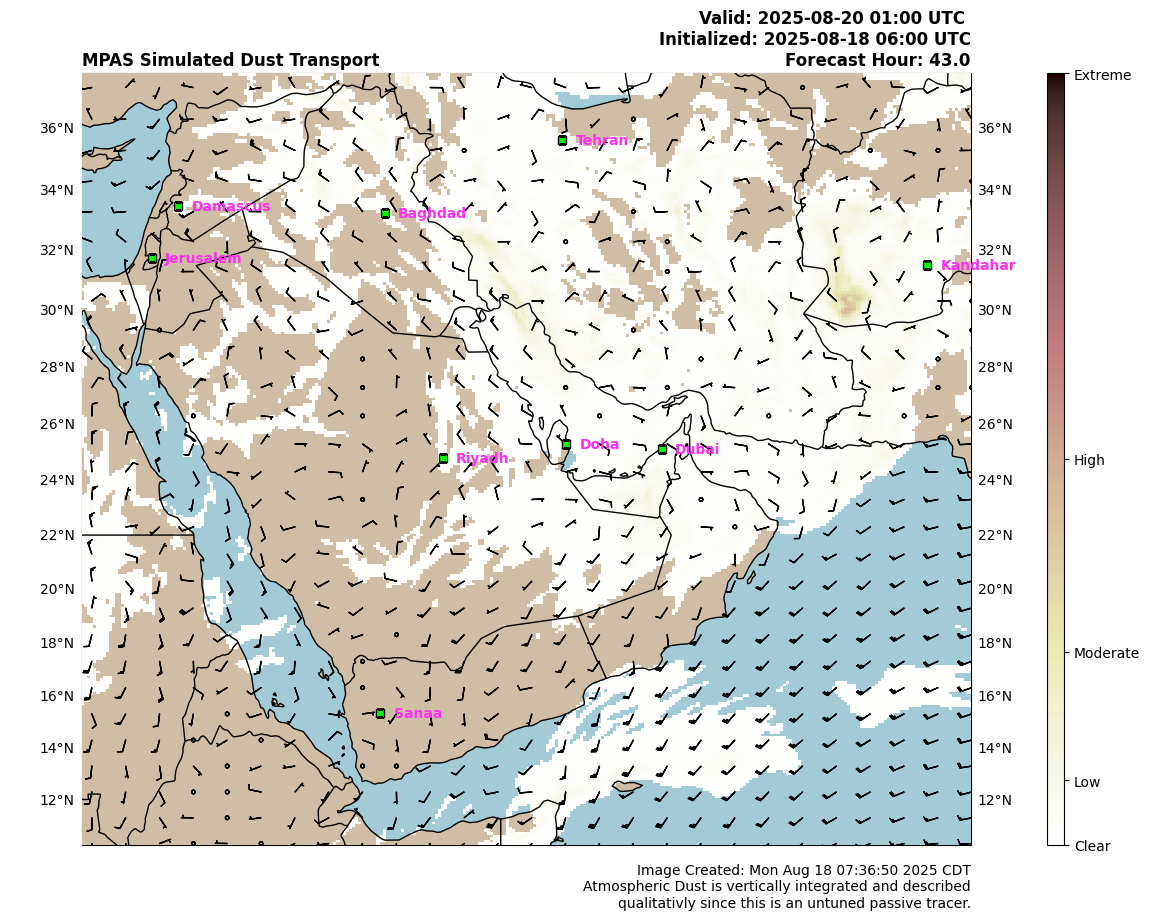 Valid: 2025-08-20 01:00 UTC
Initialized: 2025-08-18 06:00 UTC
MPAS Simulated Dust Transport
Forecast Hour: 43.0
Extreme
High
Moderate
Low
Clear
36°N
34°N
32°N
30°N
28°N
26°N
24°N
22°N
20°N
18°N
16°N
14°N
12°N
36°N
34°N
32°N
30°N
28°N
26°N
24°N
22°N
20°N
18°N
16°N
14°N
12°N
Tehran
Damascus
Baghdad
Jerusalem
Kandahar
Doha
Dubai
Riyadh
Sanaa
Image Created: Mon Aug 18 07:36:50 2025 CDT
Atmospheric Dust is vertically integrated and described
qualitativly since this is an untuned passive tracer.